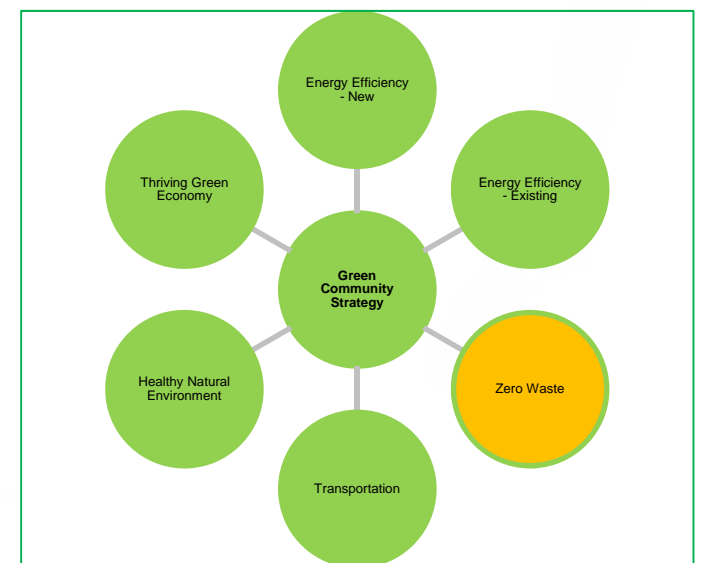 Energy Efficiency
- New
Thriving Green
Economy
Energy Efficiency
- Existing
Green
Community
Strategy
Healthy Natural
Environment
Zero Waste
Transportation